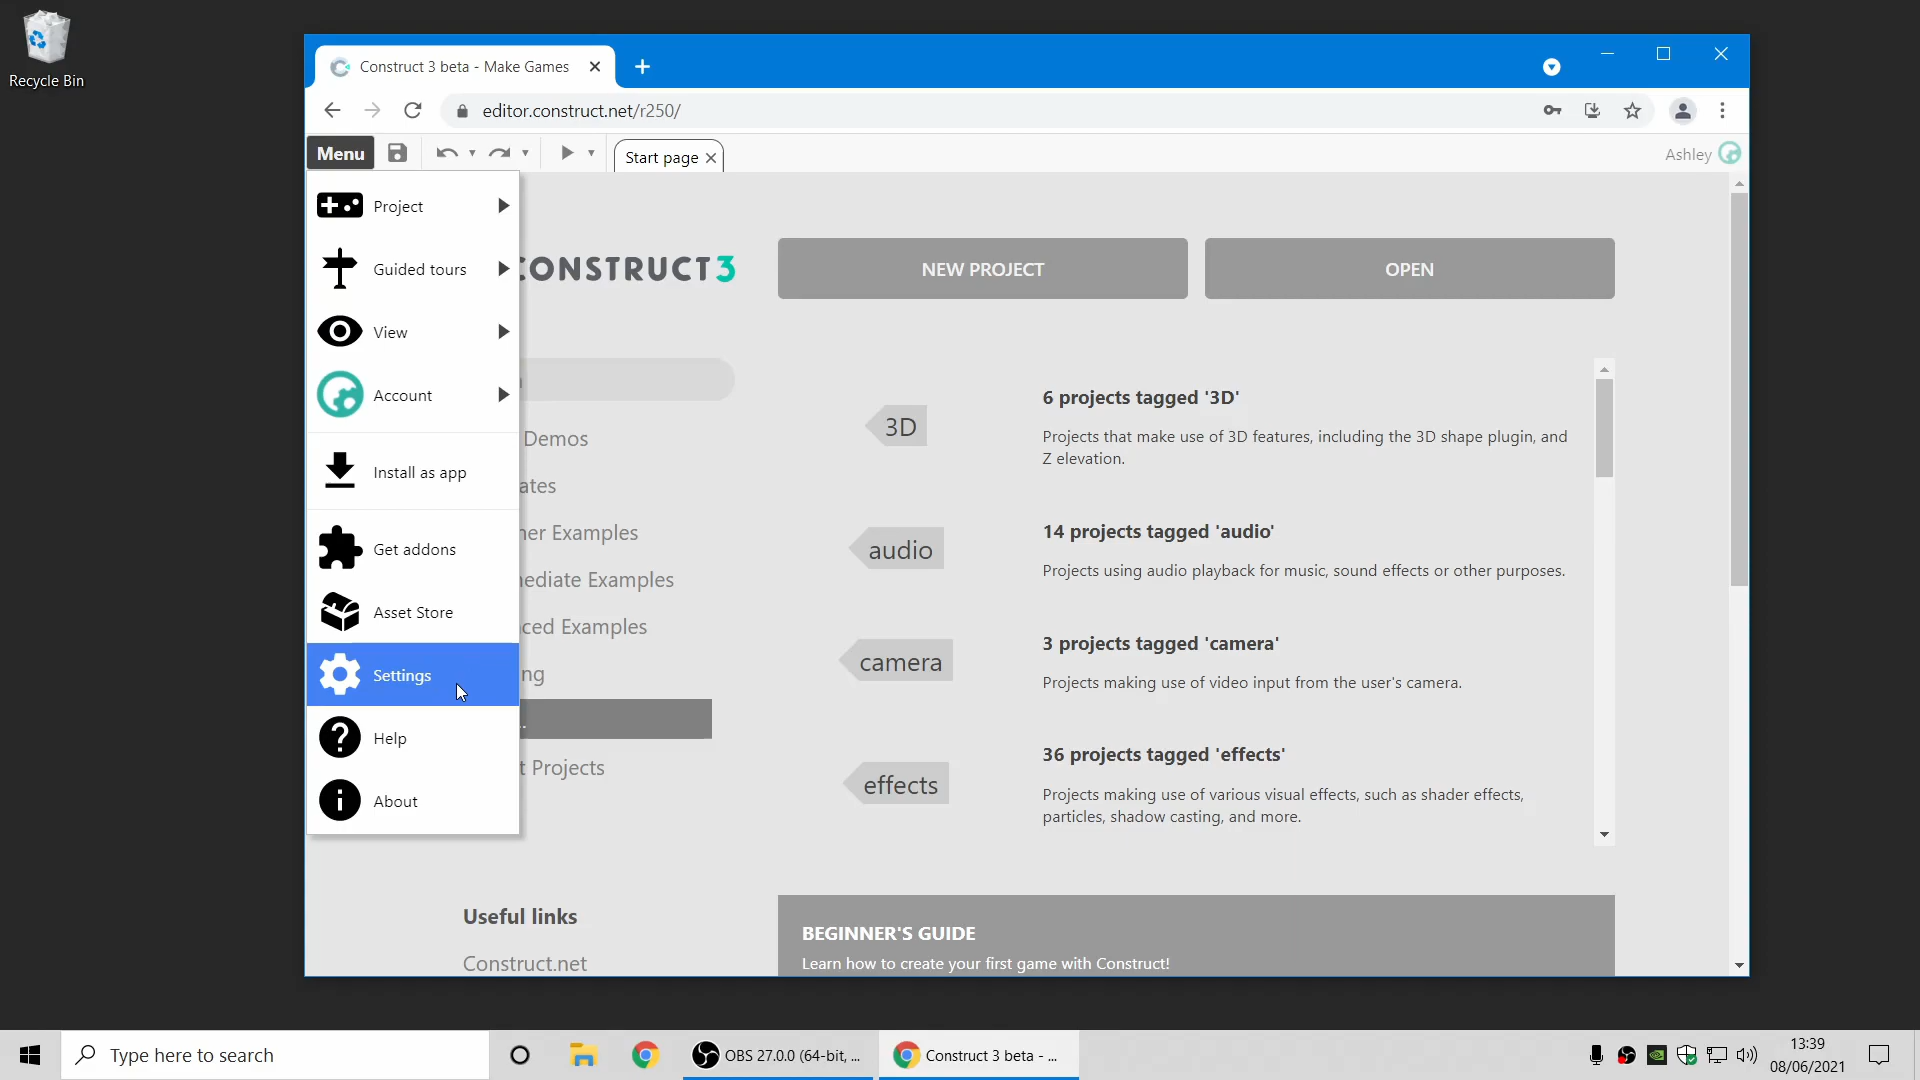 Recycle Bin
Construct 3 beta - Make Games
editor.construct.net/r250/
Menu
Start page
Ashley
Project
Guided tours
View
Account
Install as app
Get addons
Asset Store
Settings
Help
About
CONSTRUCT 3
NEW PROJECT
OPEN
Demos
ates
ner Examples
nediate Examples
ced Examples
ng
t Projects
3D
6 projects tagged '3D'
Projects that make use of 3D features, including the 3D shape plugin, and
Z elevation.
audio
14 projects tagged 'audio'
Projects using audio playback for music, sound effects or other purposes.
camera
3 projects tagged 'camera'
Projects making use of video input from the user's camera.
effects
36 projects tagged 'effects'
Projects making use of various visual effects, such as shader effects,
particles, shadow casting, and more.
Useful links
Construct.net
BEGINNER'S GUIDE
Learn how to create your first game with Construct!
Type here to search
OBS 27.0.0 (64-bit, ...
Construct 3 beta - ...
13:39
08/06/2021